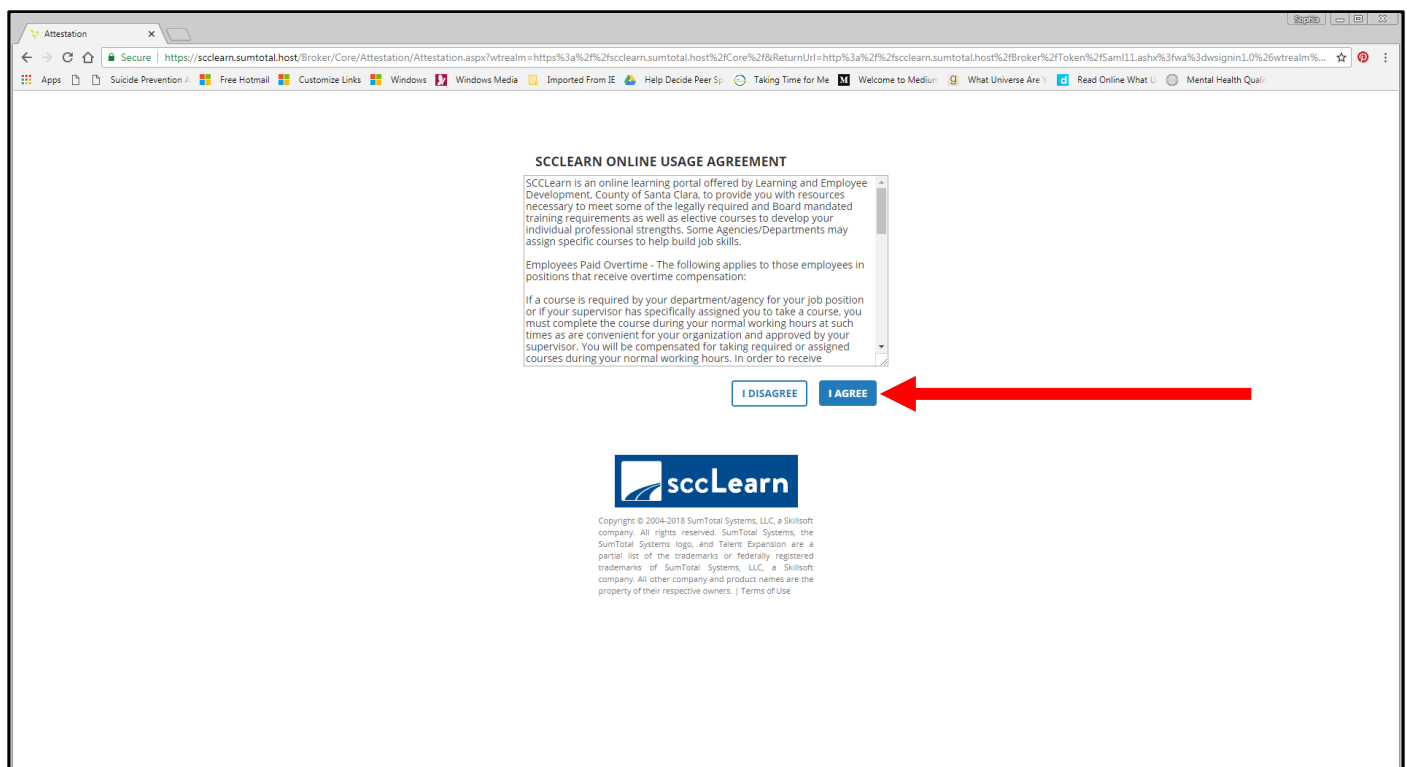 Sophia
Attestation
Secure | https://scclearn.sumtotal.host/Broker/Core/Attestation/Attestation.aspx?wtrealm=https%3a%2f%2fscclearn.sumtotal.host%2fCore%2f&ReturnUrl=http%3a%2f%2fscclearn.sumtotal.host%2fBroker%2fToken%2fSaml11.ashx%3fwa%3dwsignin1.0%26wtrealm%...
Apps Suicide Prevention A Free Hotmail Customize Links Windows Windows Media Imported From IE Help Decide Peer Sp Taking Time for Me Welcome to Medium What Universe Are Y Read Online What U Mental Health Quali
SCCLEARN ONLINE USAGE AGREEMENT
SCCLearn is an online learning portal offered by Learning and Employee
Development, County of Santa Clara, to provide you with resources
necessary to meet some of the legally required and Board mandated
training requirements as well as elective courses to develop your
individual professional strengths. Some Agencies/Departments may
assign specific courses to help build job skills.
Employees Paid Overtime - The following applies to those employees in
positions that receive overtime compensation:
If a course is required by your department/agency for your job position
or if your supervisor has specifically assigned you to take a course, you
must complete the course during your normal working hours at such
times as are convenient for your organization and approved by your
supervisor. You will be compensated for taking required or assigned
courses during your normal working hours. In order to receive
I DISAGREE I AGREE
sccLearn
Copyright © 2004-2018 SumTotal Systems, LLC, a Skillsoft
company. All rights reserved. SumTotal Systems, the
SumTotal Systems logo, and Talent Expansion are a
partial list of the trademarks or federally registered
trademarks of SumTotal Systems, LLC, a Skillsoft
company. All other company and product names are the
property of their respective owners. | Terms of Use